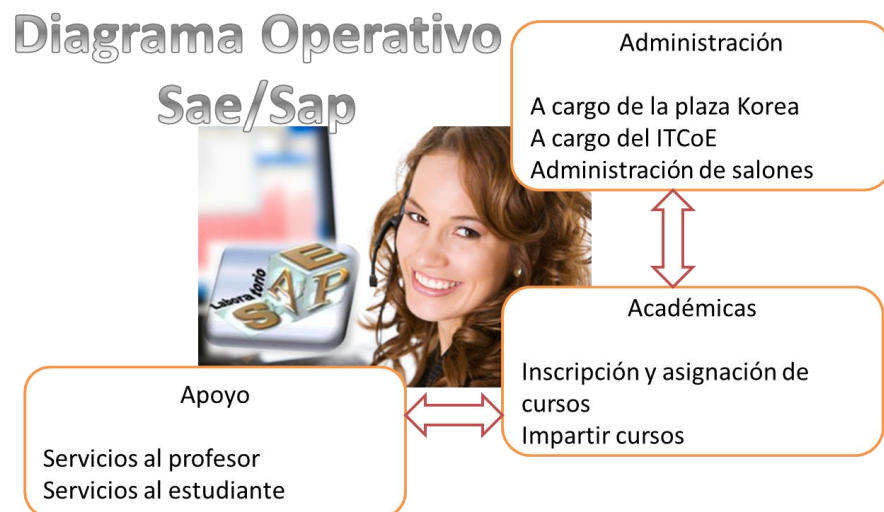 Diagrama Operativo
Sae/Sap
Administración
A cargo de la plaza Korea
A cargo del ITCoE
Administración de salones
Laboratorio
SAPE
Académicas
Inscripción y asignación de
cursos
Impartir cursos
Apoyo
Servicios al profesor
Servicios al estudiante